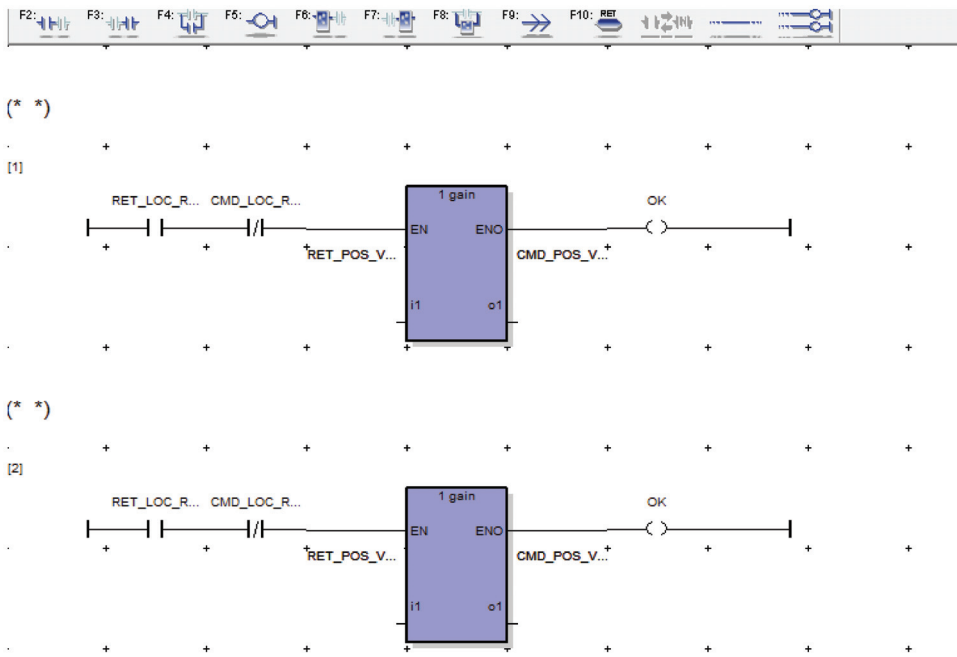 F2: F3: F4: F5: F6: F7: F8: F9: F10: RET
(* *)
[1]
RET_LOC_R... CMD_LOC_R... 1 gain OK
EN ENO
RET_POS_V... CMD_POS_V...
i1 o1
(* *)
[2]
RET_LOC_R... CMD_LOC_R... 1 gain OK
EN ENO
RET_POS_V... CMD_POS_V...
i1 o1